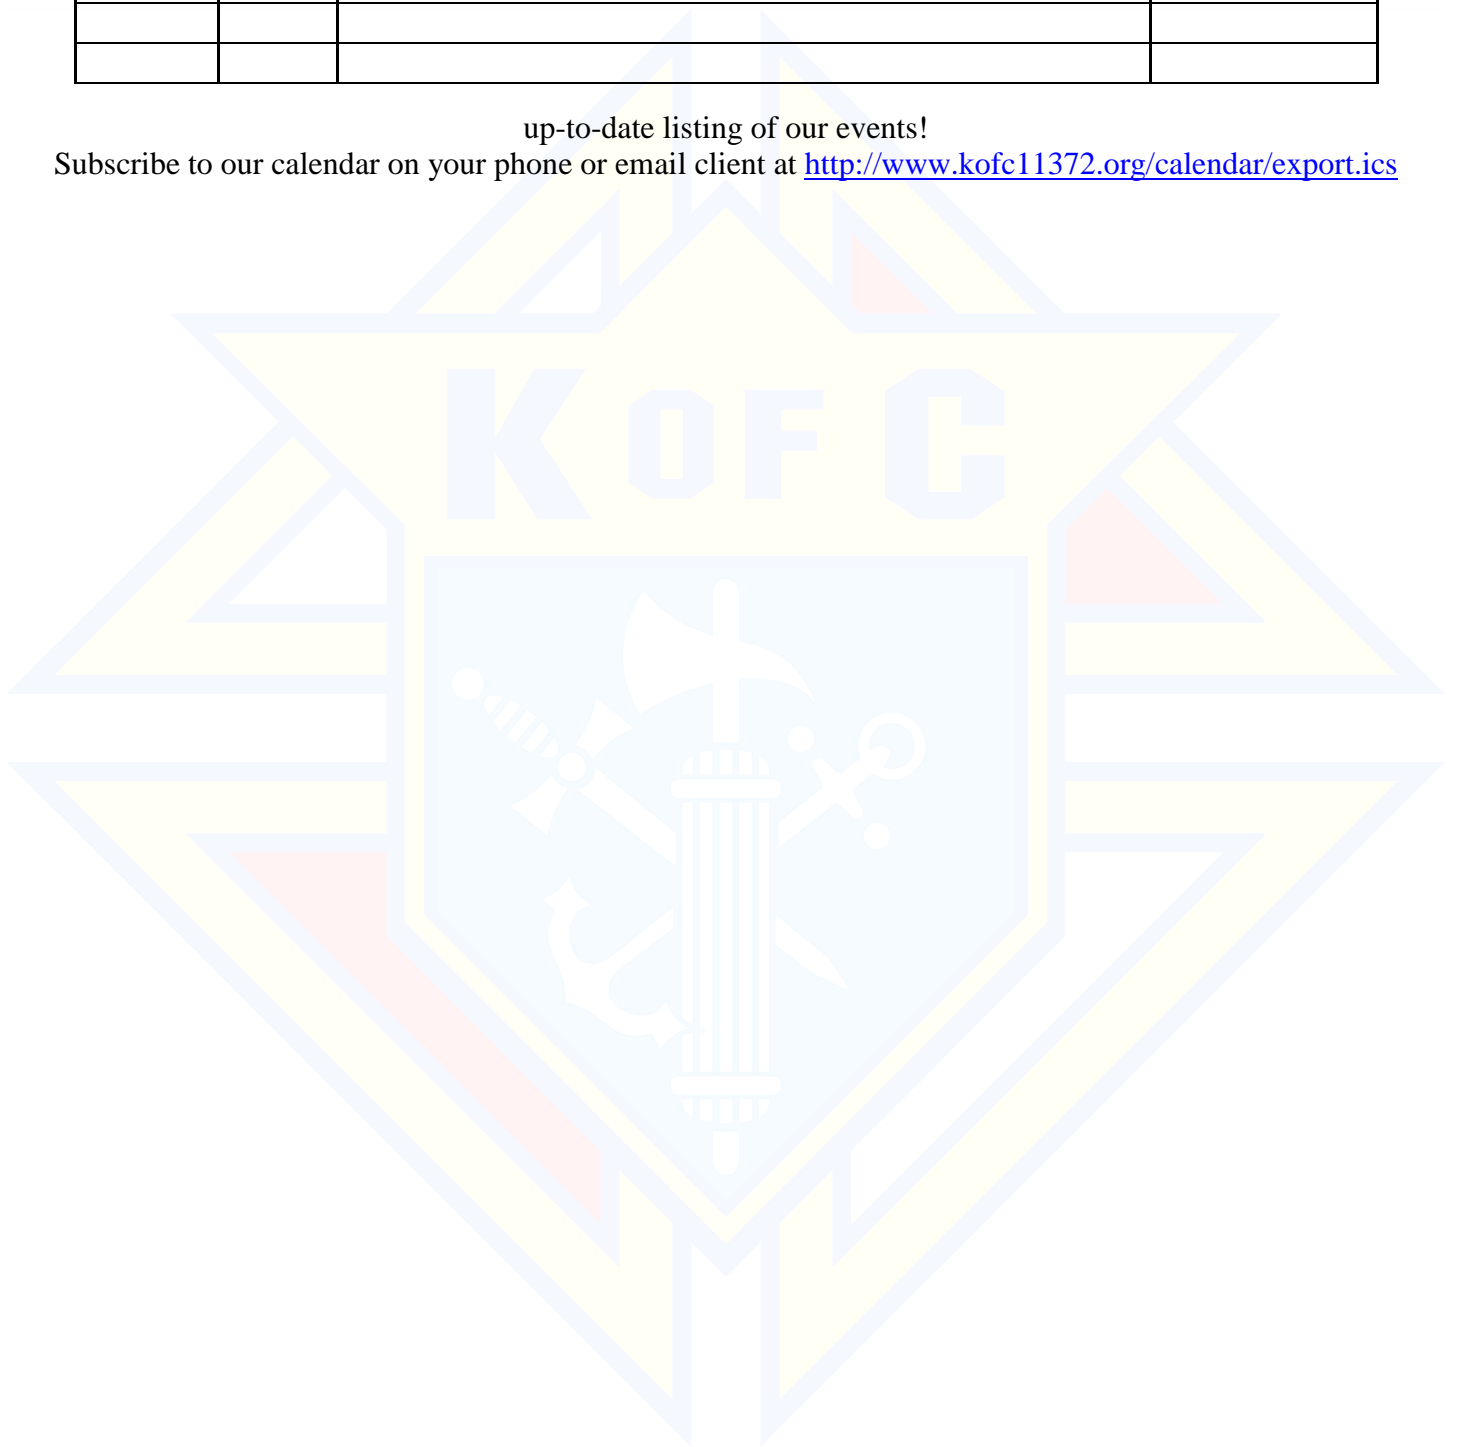 up-to-date listing of our events!
Subscribe to our calendar on your phone or email client at http://www.kofc11372.org/calendar/export.ics
K OF C